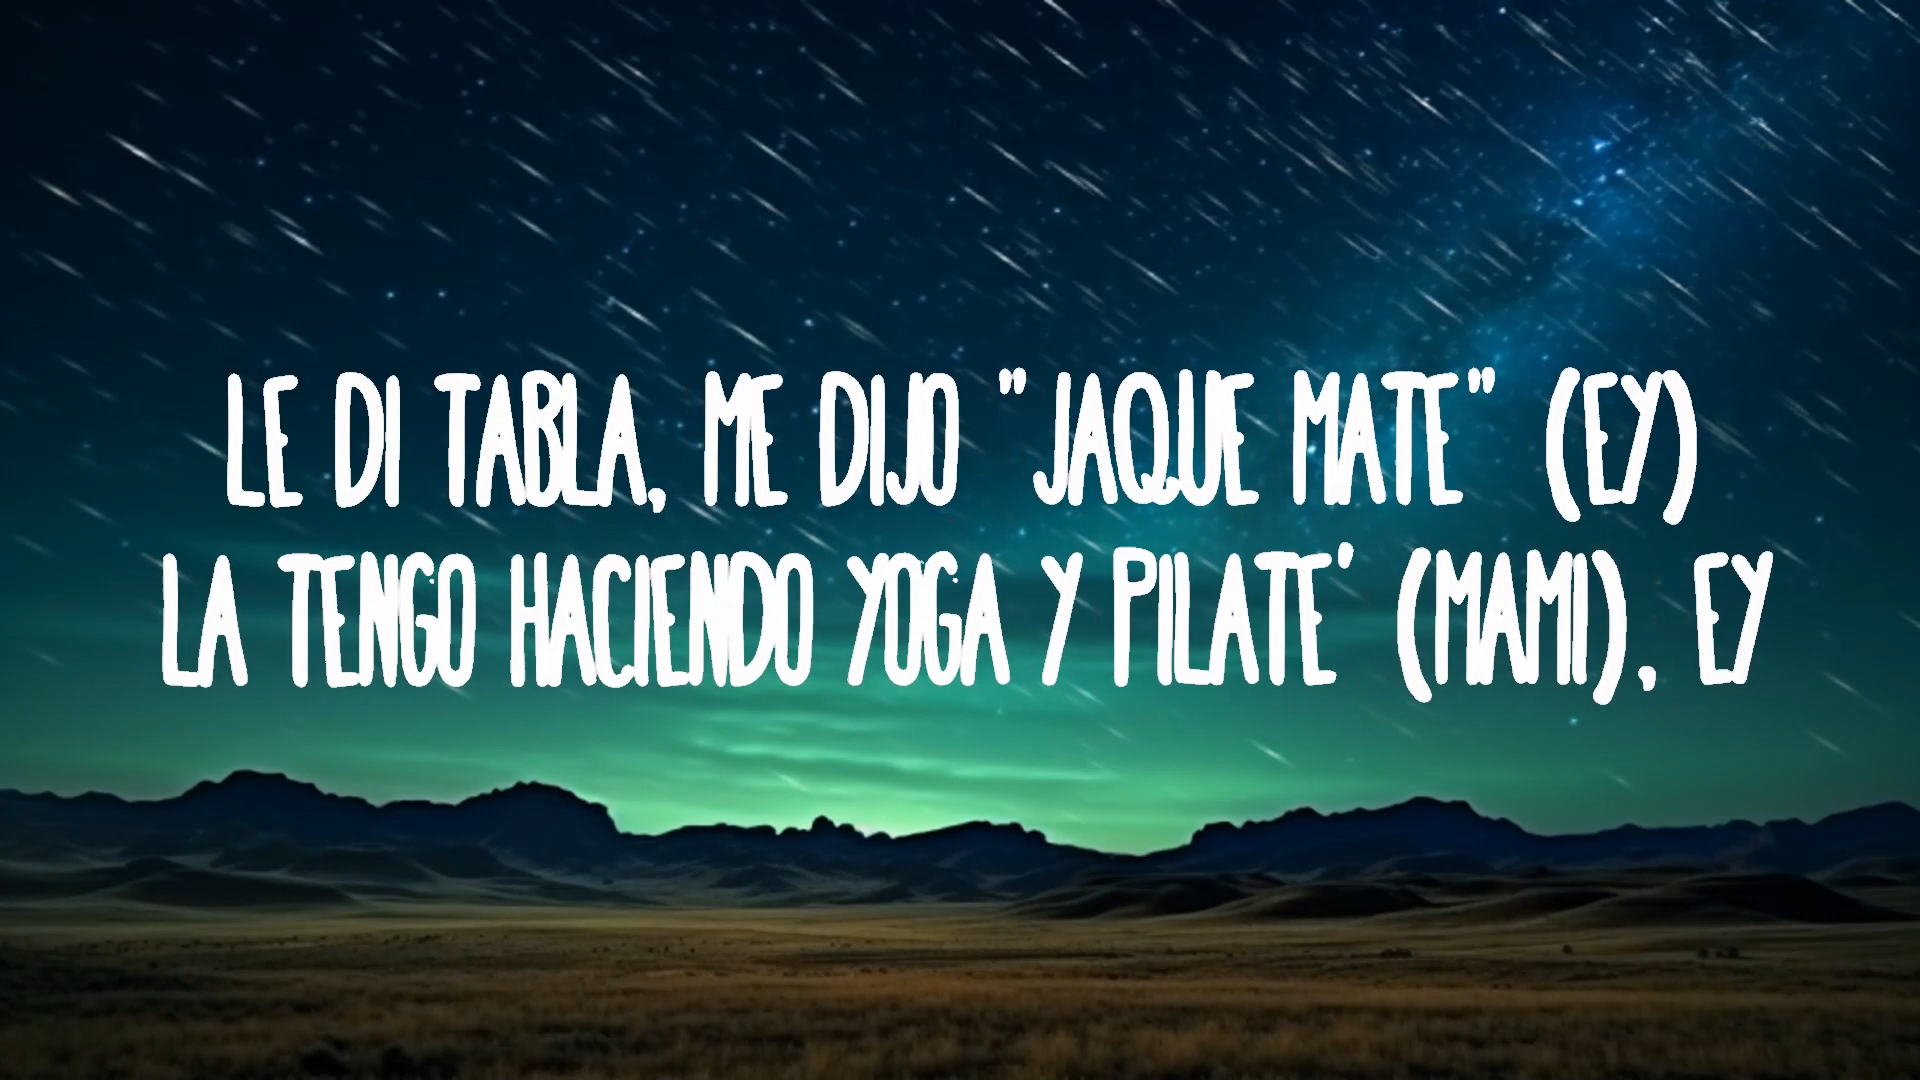 LE DI TABLA, ME DIJO "JAQUE MATE" (EY)
LA TENGO HACIENDO YOGA Y PILATE' (MAMI), EY